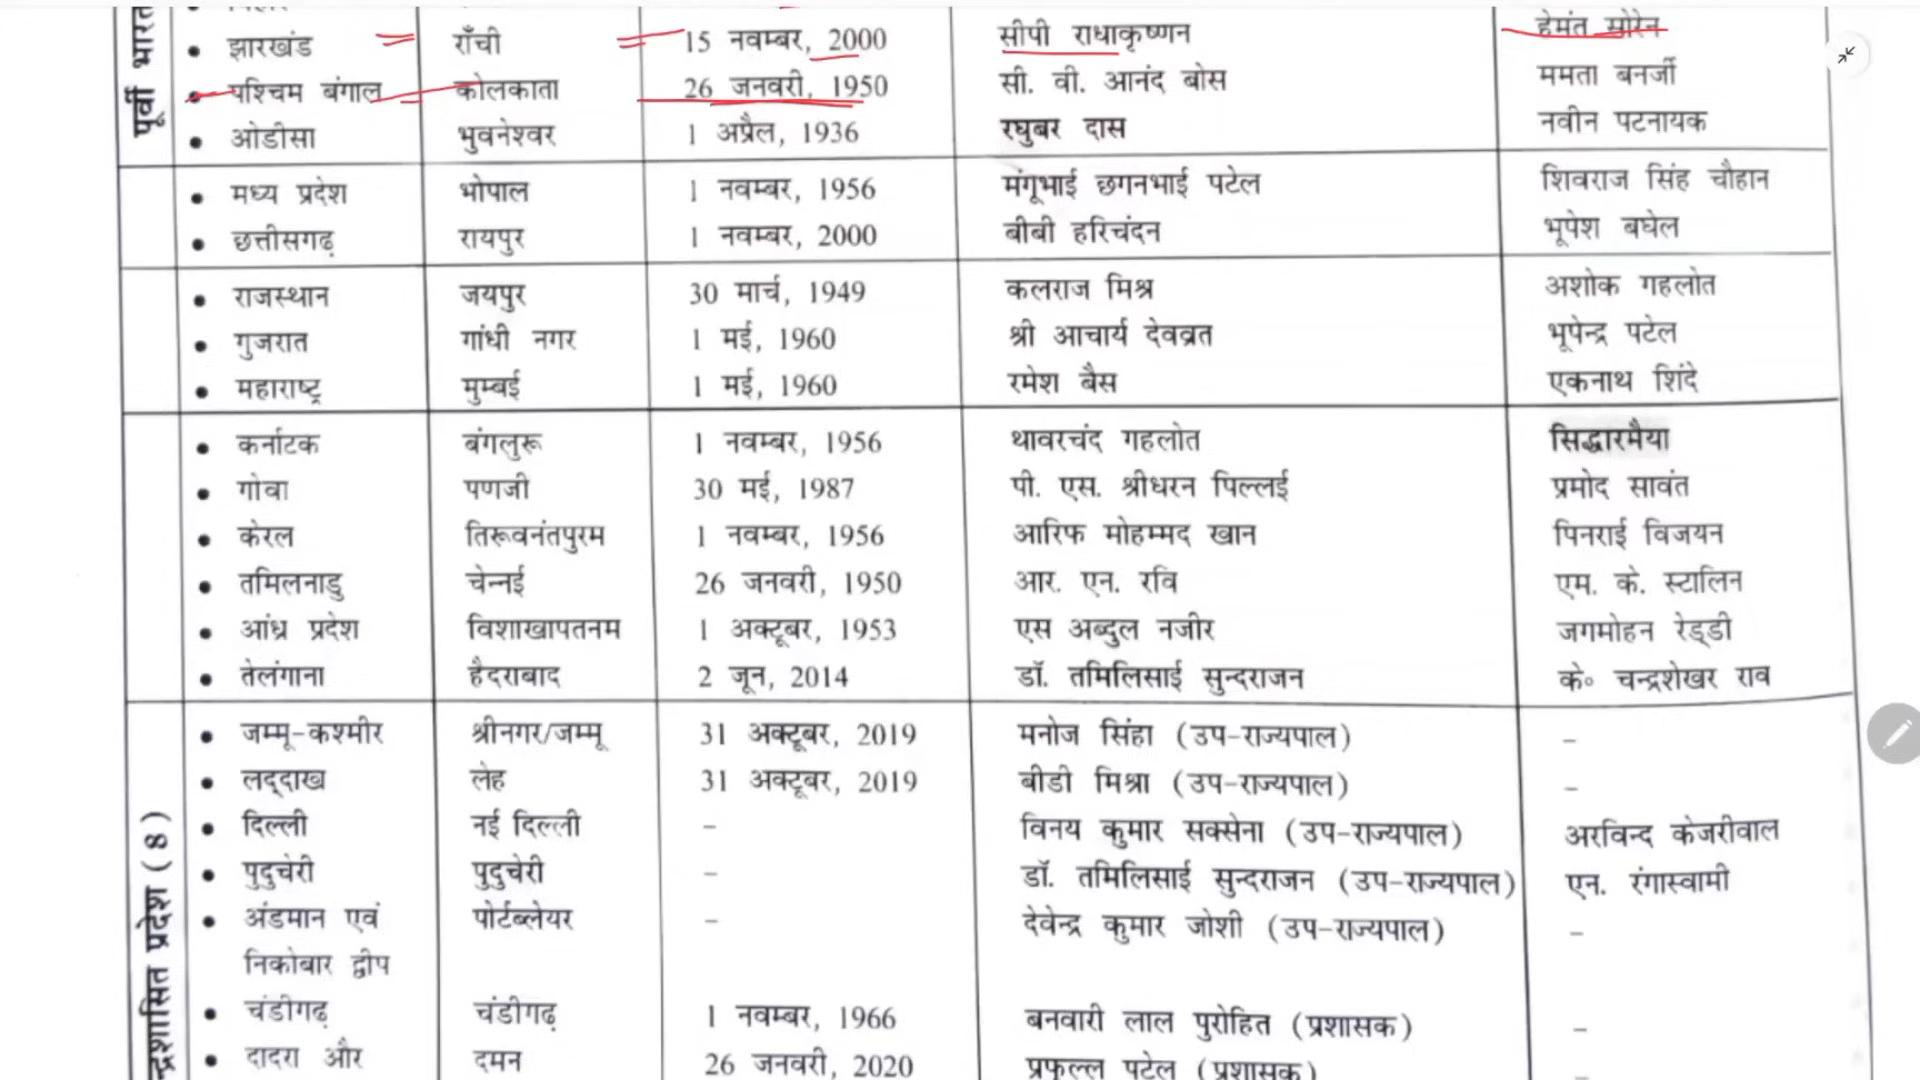 पूर्वी भारत
• झारखंड राँची 15 नवम्बर, 2000 सीपी राधाकृष्णन हेमंत सोरेन
• पश्चिम बंगाल कोलकाता 26 जनवरी, 1950 सी. वी. आनंद बोस ममता बनर्जी
• ओडीसा भुवनेश्वर 1 अप्रैल, 1936 रघुबर दास नवीन पटनायक
• मध्य प्रदेश भोपाल 1 नवम्बर, 1956 मंगूभाई छगनभाई पटेल शिवराज सिंह चौहान
• छत्तीसगढ़ रायपुर 1 नवम्बर, 2000 बीबी हरिचंदन भूपेश बघेल
• राजस्थान जयपुर 30 मार्च, 1949 कलराज मिश्र अशोक गहलोत
• गुजरात गांधी नगर 1 मई, 1960 श्री आचार्य देवव्रत भूपेन्द्र पटेल
• महाराष्ट्र मुम्बई 1 मई, 1960 रमेश बैस एकनाथ शिंदे
• कर्नाटक बंगलुरू 1 नवम्बर, 1956 थावरचंद गहलोत सिद्धारमैया
• गोवा पणजी 30 मई, 1987 पी. एस. श्रीधरन पिल्लई प्रमोद सावंत
• केरल तिरूवनंतपुरम 1 नवम्बर, 1956 आरिफ मोहम्मद खान पिनराई विजयन
• तमिलनाडु चेन्नई 26 जनवरी, 1950 आर. एन. रवि एम. के. स्टालिन
• आंध्र प्रदेश विशाखापतनम 1 अक्टूबर, 1953 एस अब्दुल नजीर जगमोहन रेड्डी
• तेलंगाना हैदराबाद 2 जून, 2014 डॉ. तमिलिसाई सुन्दराजन के० चन्द्रशेखर राव
• जम्मू-कश्मीर श्रीनगर/जम्मू 31 अक्टूबर, 2019 मनोज सिंहा (उप-राज्यपाल) –
• लद्दाख लेह 31 अक्टूबर, 2019 बीडी मिश्रा (उप-राज्यपाल) –
• दिल्ली नई दिल्ली – विनय कुमार सक्सेना (उप-राज्यपाल) अरविन्द केजरीवाल
• पुदुचेरी पुदुचेरी – डॉ. तमिलिसाई सुन्दराजन (उप-राज्यपाल) एन. रंगास्वामी
• अंडमान एवं पोर्टब्लेयर – देवेन्द्र कुमार जोशी (उप-राज्यपाल) –
निकोबार द्वीप
• चंडीगढ़ चंडीगढ़ 1 नवम्बर, 1966 बनवारी लाल पुरोहित (प्रशासक) –
• दादरा और दमन 26 जनवरी, 2020 प्रफुल्ल पटेल (प्रशासक) –
द्रशासित प्रदेश (8)